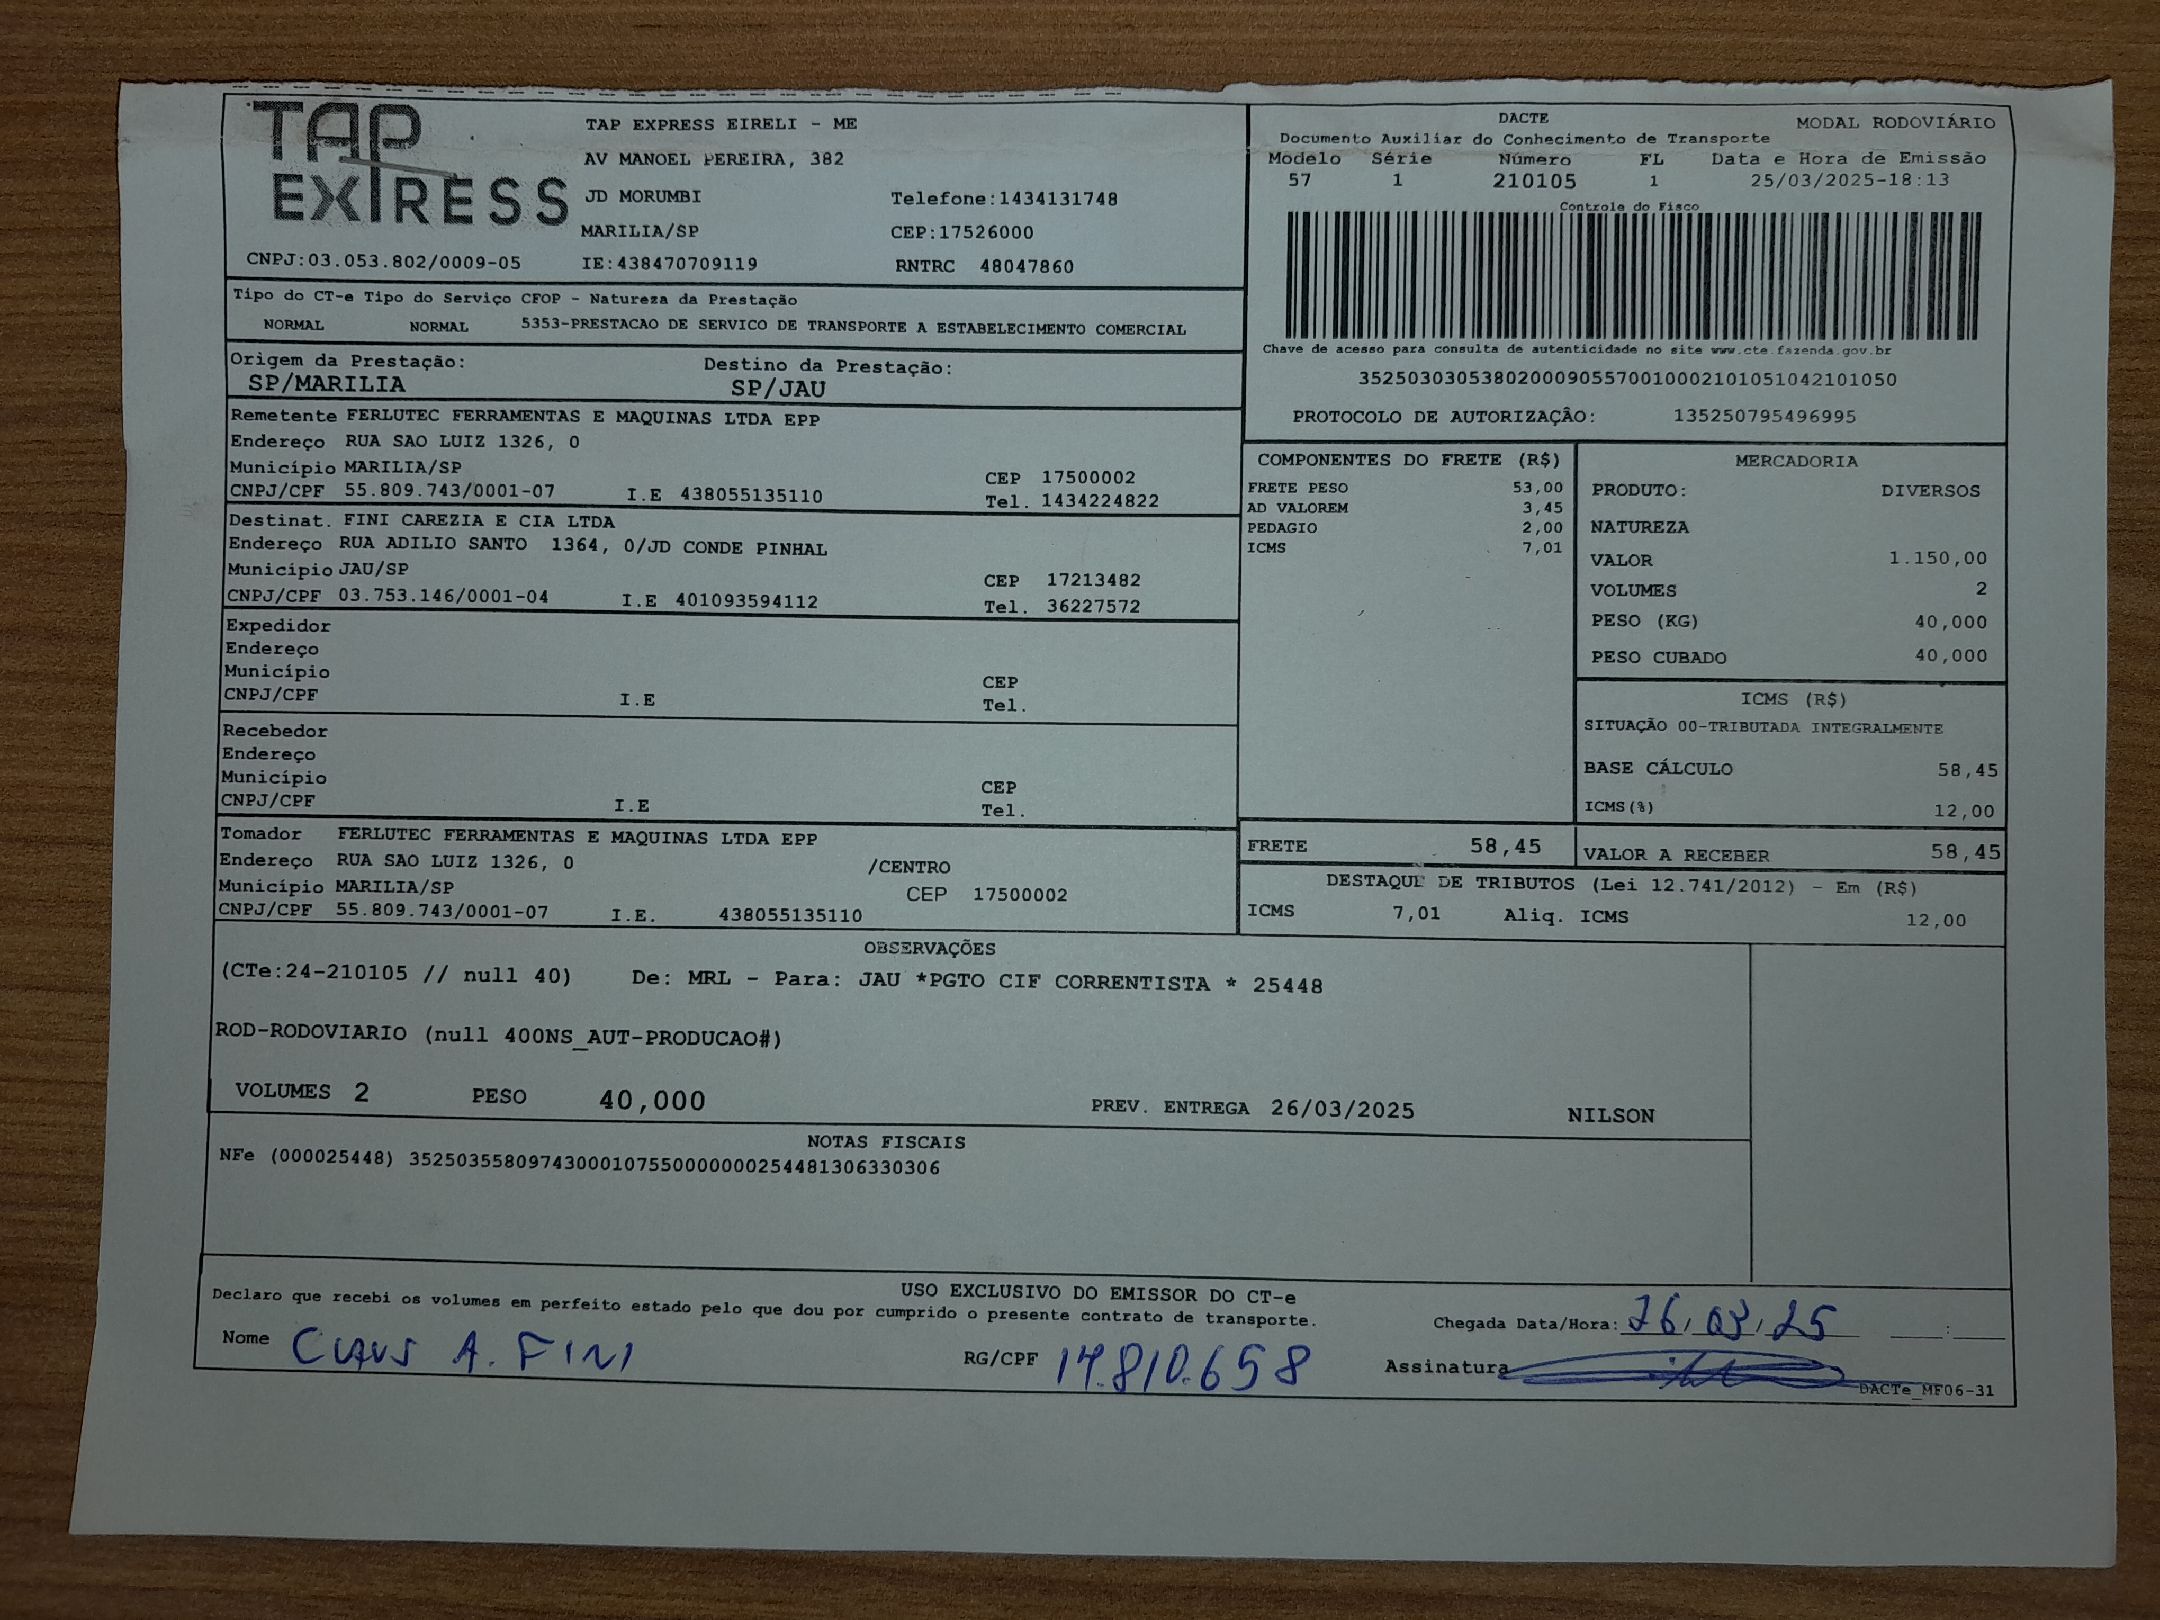 TAP EXPRESS
TAP EXPRESS EIRELI - ME
AV MANOEL PEREIRA, 382
JD MORUMBI Telefone:1434131748
MARILIA/SP CEP:17526000
CNPJ:03.053.802/0009-05 IE:438470709119 RNTRC 48047860
DACTE MODAL RODOVIÁRIO
Documento Auxiliar do Conhecimento de Transporte
Modelo Série Número FL Data e Hora de Emissão
57 1 210105 1 25/03/2025-18:13
Controle do Fisco
Chave de acesso para consulta de autenticidade no site www.cte.fazenda.gov.br
35250303053802000905570010002101051042101050
PROTOCOLO DE AUTORIZAÇÃO: 135250795496995
Tipo do CT-e Tipo do Serviço CFOP - Natureza da Prestação
NORMAL NORMAL 5353-PRESTACAO DE SERVICO DE TRANSPORTE A ESTABELECIMENTO COMERCIAL
Origem da Prestação: Destino da Prestação:
SP/MARILIA SP/JAU
Remetente FERLUTEC FERRAMENTAS E MAQUINAS LTDA EPP
Endereço RUA SAO LUIZ 1326, 0
Município MARILIA/SP CEP 17500002
CNPJ/CPF 55.809.743/0001-07 I.E 438055135110 Tel. 1434224822
Destinat. FINI CAREZIA E CIA LTDA
Endereço RUA ADILIO SANTO 1364, 0/JD CONDE PINHAL
Município JAU/SP CEP 17213482
CNPJ/CPF 03.753.146/0001-04 I.E 401093594112 Tel. 36227572
Expedidor
Endereço
Município CEP
CNPJ/CPF I.E Tel.
Recebedor
Endereço
Município CEP
CNPJ/CPF I.E Tel.
Tomador FERLUTEC FERRAMENTAS E MAQUINAS LTDA EPP
Endereço RUA SAO LUIZ 1326, 0 /CENTRO
Município MARILIA/SP CEP 17500002
CNPJ/CPF 55.809.743/0001-07 I.E. 438055135110
COMPONENTES DO FRETE (R$)
FRETE PESO 53,00
AD VALOREM 3,45
PEDAGIO 2,00
ICMS 7,01
MERCADORIA
PRODUTO: DIVERSOS
NATUREZA
VALOR 1.150,00
VOLUMES 2
PESO (KG) 40,000
PESO CUBADO 40,000
ICMS (R$)
SITUAÇÃO 00-TRIBUTADA INTEGRALMENTE
BASE CÁLCULO 58,45
ICMS(%) 12,00
FRETE 58,45 VALOR A RECEBER 58,45
DESTAQUE DE TRIBUTOS (Lei 12.741/2012) - Em (R$)
ICMS 7,01 Aliq. ICMS 12,00
OBSERVAÇÕES
(CTe:24-210105 // null 40) De: MRL - Para: JAU *PGTO CIF CORRENTISTA * 25448
ROD-RODOVIARIO (null 400NS_AUT-PRODUCAO#)
VOLUMES 2 PESO 40,000 PREV. ENTREGA 26/03/2025 NILSON
NOTAS FISCAIS
NFe (000025448) 35250355809743000107550000000254481306330306
USO EXCLUSIVO DO EMISSOR DO CT-e
Declaro que recebi os volumes em perfeito estado pelo que dou por cumprido o presente contrato de transporte.
Chegada Data/Hora: 26/03/25 :
Nome CLAUS A. FINI RG/CPF 17.810.658 Assinatura
DACTe_MF06-31